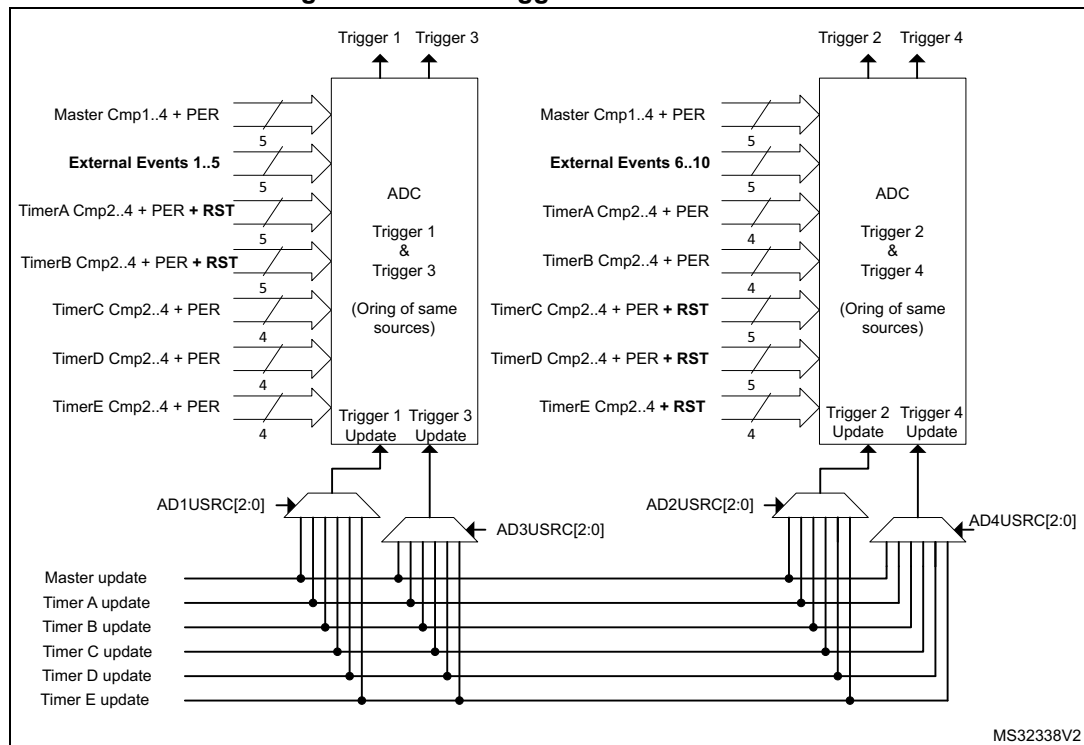 Trigger 1 Trigger 3
Master Cmp1..4 + PER
5
External Events 1..5
5
TimerA Cmp2..4 + PER + RST
5
TimerB Cmp2..4 + PER + RST
5
TimerC Cmp2..4 + PER
4
TimerD Cmp2..4 + PER
4
TimerE Cmp2..4 + PER
4
ADC
Trigger 1
&
Trigger 3
(Oring of same
sources)
Trigger 1 Trigger 3
Update Update
Trigger 2 Trigger 4
Master Cmp1..4 + PER
5
External Events 6..10
5
TimerA Cmp2..4 + PER
4
TimerB Cmp2..4 + PER
4
TimerC Cmp2..4 + PER + RST
5
TimerD Cmp2..4 + PER + RST
5
TimerE Cmp2..4 + RST
4
ADC
Trigger 2
&
Trigger 4
(Oring of same
sources)
Trigger 2 Trigger 4
Update Update
AD1USRC[2:0]
AD3USRC[2:0]
AD2USRC[2:0]
AD4USRC[2:0]
Master update
Timer A update
Timer B update
Timer C update
Timer D update
Timer E update
MS32338V2